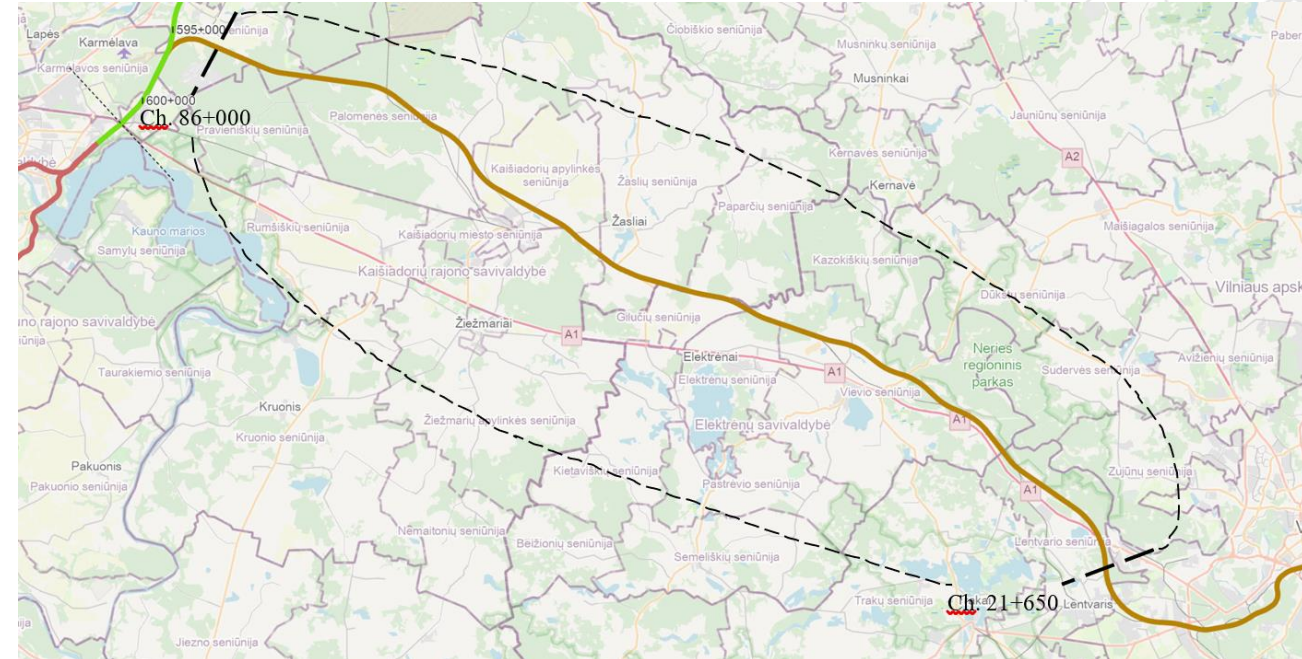 Lapės
Karmėlava
Karmėlavos seniūnija
595+000
600+000
Ch. 86+000
Pravieniškių seniūnija
Palomenės seniūnija
Čiobiškio seniūnija
Musninkų seniūnija
Musninkai
Jauniūnų seniūnija
A2
Kernavės seniūnija
Kernavė
Kaišiadorių apylinkės
seniūnija
Žaslių seniūnija
Paparčių seniūnija
Žasliai
Maišiagalos seniūnija
Kauno marios
Samylų seniūnija
Rumšiškių seniūnija
Kaišiadorių miesto seniūnija
Kaišiadorių rajono savivaldybė
Kazokiškių seniūnija
Dūkštų seniūnija
Vilniaus apsk
no rajono savivaldybė
Žiežmariai
A1
Gilučių seniūnija
Elektrėnai
Elektrėnų seniūnija
A1
Neries
regioninis
parkas
Sudervės seniūnija
Avižienių seniūnija
Taurakiemio seniūnija
Kruonis
Vievio seniūnija
Žiežmarių apylinkės seniūnija
Elektrėnų savivaldybė
A1
Kruonio seniūnija
Pakuonis
Pakuonio seniūnija
Kietaviškių seniūnija
Pastrėvio seniūnija
Zujūnų seniūnija
A1
Nemaitonių seniūnija
Beižionių seniūnija
Semeliškių seniūnija
Lentvario seniūnija
Trakų seniūnija
Ch. 21+650
Lentvaris
Jiezno seniūnija